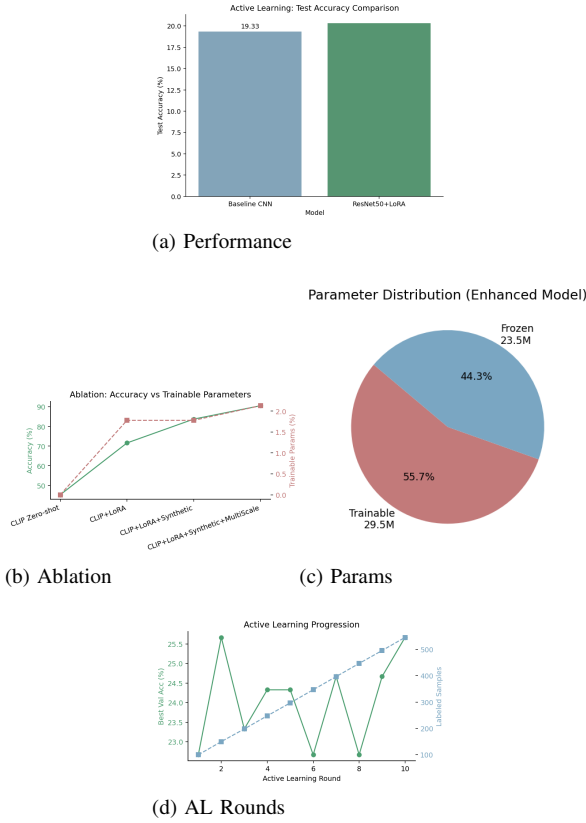 Active Learning: Test Accuracy Comparison
19.33
20.0
17.5
15.0
12.5
10.0
7.5
5.0
2.5
0.0
Test Accuracy (%)
Baseline CNN
ResNet50+LoRA
Model
(a) Performance
Ablation: Accuracy vs Trainable Parameters
90
80
70
60
50
Accuracy (%)
2.0
1.5
1.0
0.5
0.0
Trainable Params (%)
CLIP Zero-shot
CLIP+LoRA
CLIP+LoRA+Synthetic
CLIP+LoRA+Synthetic+MultiScale
(b) Ablation
Parameter Distribution (Enhanced Model)
Frozen
23.5M
44.3%
55.7%
Trainable
29.5M
(c) Params
Active Learning Progression
25.5
25.0
24.5
24.0
23.5
23.0
Best Val Acc (%)
500
400
300
200
100
Labeled Samples
2
4
6
8
10
Active Learning Round
(d) AL Rounds